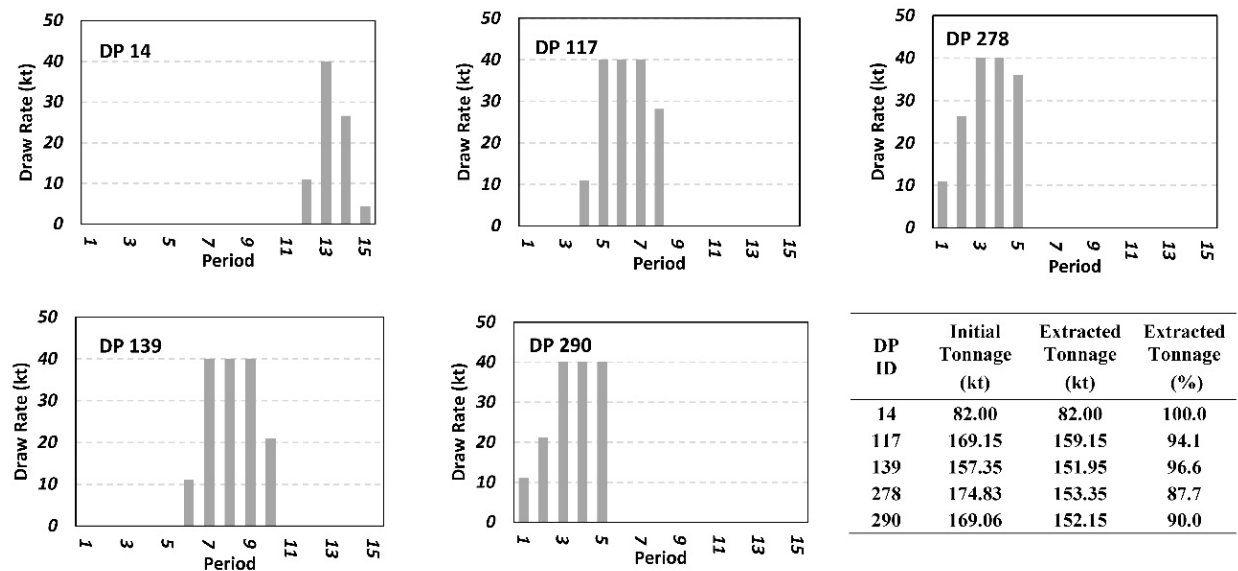 DP 14
50
40
30
20
10
0
Draw Rate (kt)
1 3 5 7 9 11 13 15
Period
DP 117
50
40
30
20
10
0
Draw Rate (kt)
1 3 5 7 9 11 13 15
Period
DP 278
50
40
30
20
10
0
Draw Rate (kt)
1 3 5 7 9 11 13 15
Period
DP 139
50
40
30
20
10
0
Draw Rate (kt)
1 3 5 7 9 11 13 15
Period
DP 290
50
40
30
20
10
0
Draw Rate (kt)
1 3 5 7 9 11 13 15
Period
DP ID Initial Tonnage (kt) Extracted Tonnage (kt) Extracted Tonnage (%)
14 82.00 82.00 100.0
117 169.15 159.15 94.1
139 157.35 151.95 96.6
278 174.83 153.35 87.7
290 169.06 152.15 90.0